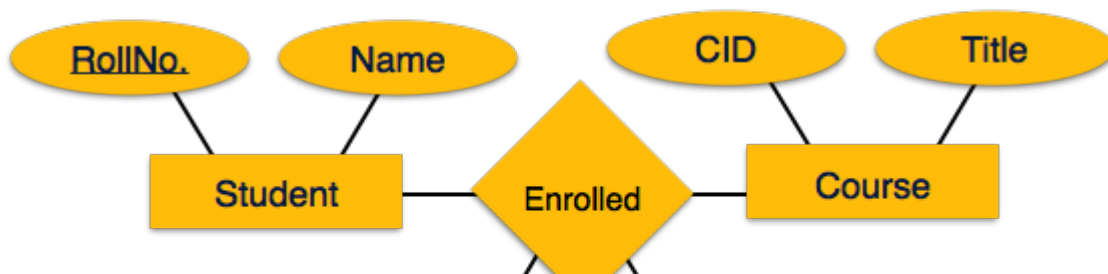 RollNo.
Name
CID
Title
Student
Enrolled
Course